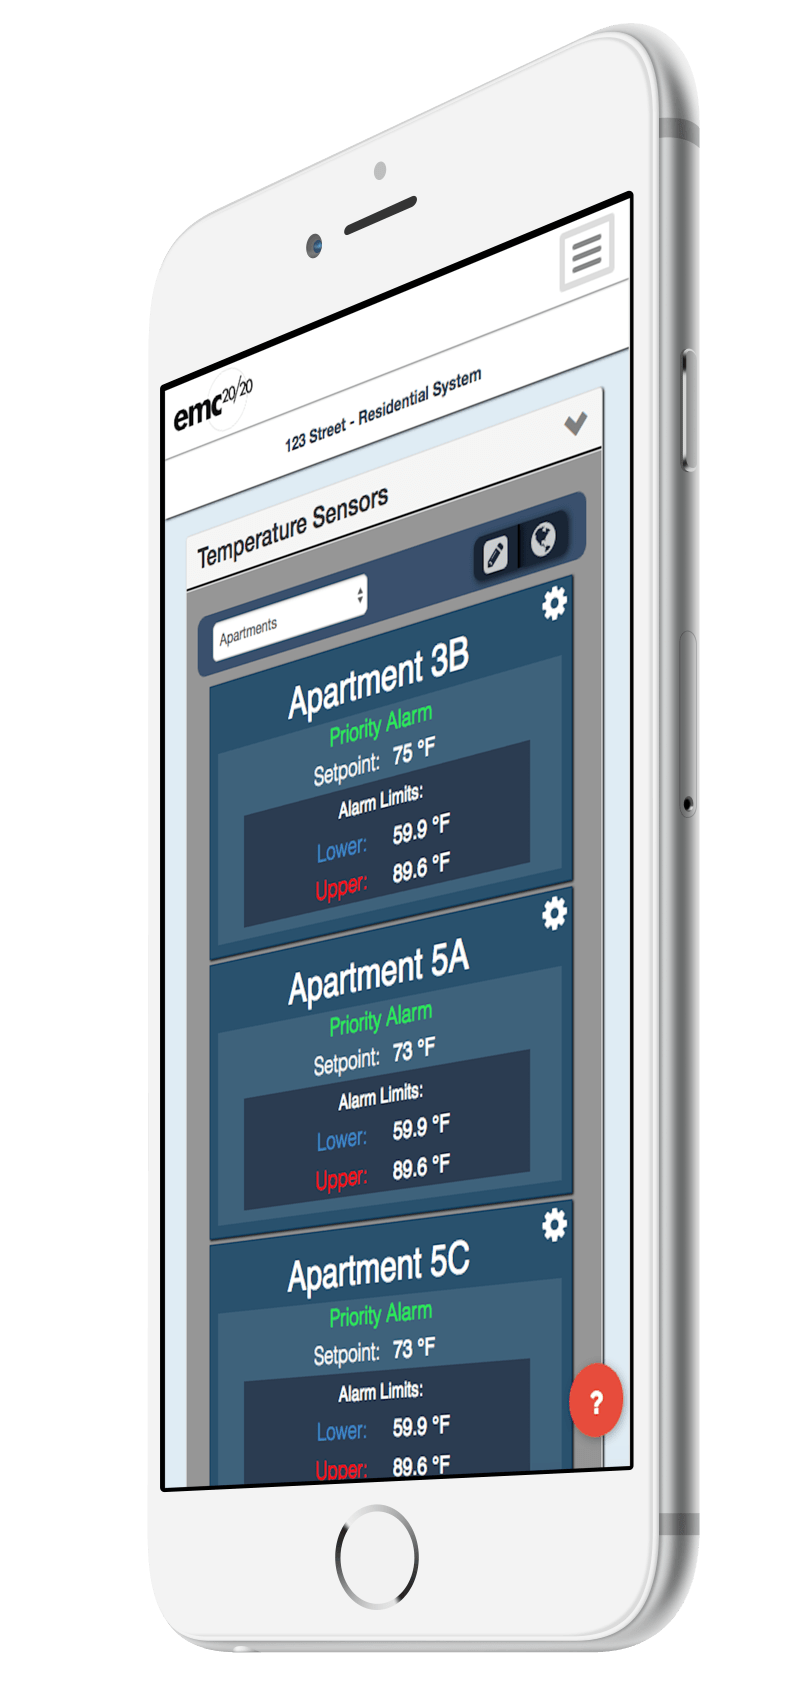 emc20/20
123 Street - Residential System
Temperature Sensors
Apartments
Apartment 3B
Priority Alarm
Setpoint: 75 °F
Alarm Limits:
Lower: 59.9 °F
Upper: 89.6 °F
Apartment 5A
Priority Alarm
Setpoint: 73 °F
Alarm Limits:
Lower: 59.9 °F
Upper: 89.6 °F
Apartment 5C
Priority Alarm
Setpoint: 73 °F
Alarm Limits:
Lower: 59.9 °F
Upper: 89.6 °F
?